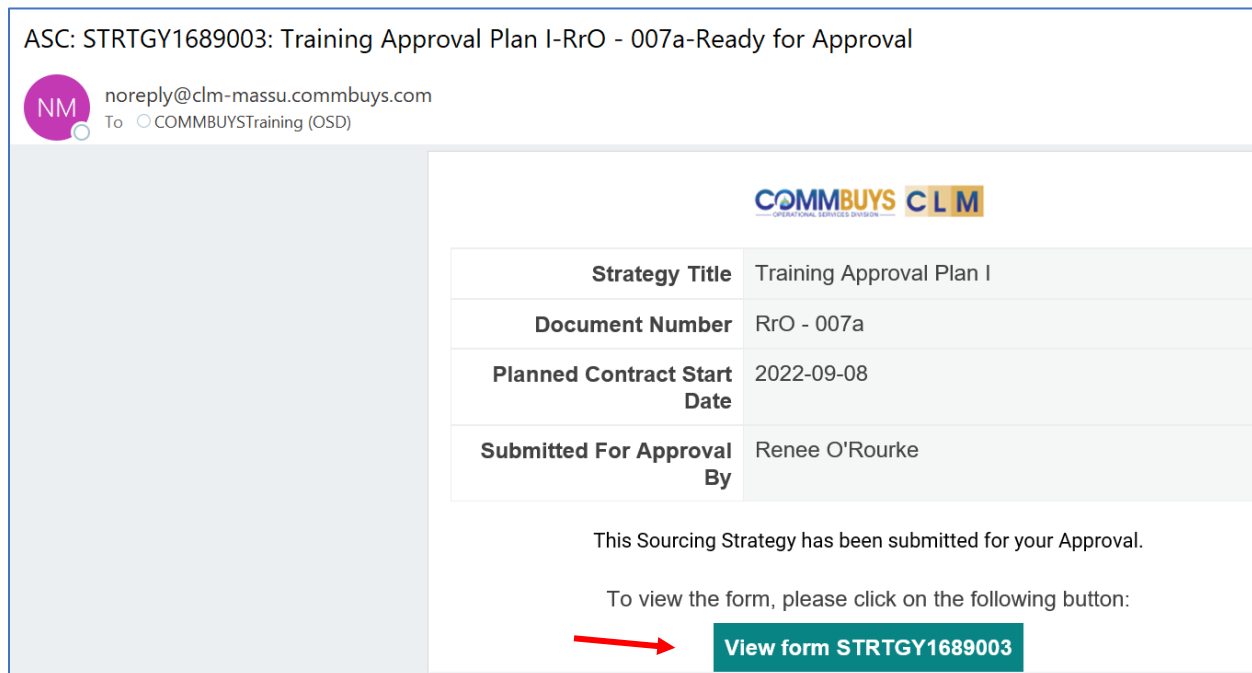 ASC: STRTGY1689003: Training Approval Plan I-RrO - 007a-Ready for Approval
NM
noreply@clm-massu.commbuys.com
To COMMBUYSTraining (OSD)
COMMBUYS CLM
OPERATIONAL SERVICES DIVISION
Strategy Title Training Approval Plan I
Document Number RrO - 007a
Planned Contract Start 2022-09-08
Date
Submitted For Approval Renee O'Rourke
By
This Sourcing Strategy has been submitted for your Approval.
To view the form, please click on the following button:
View form STRTGY1689003